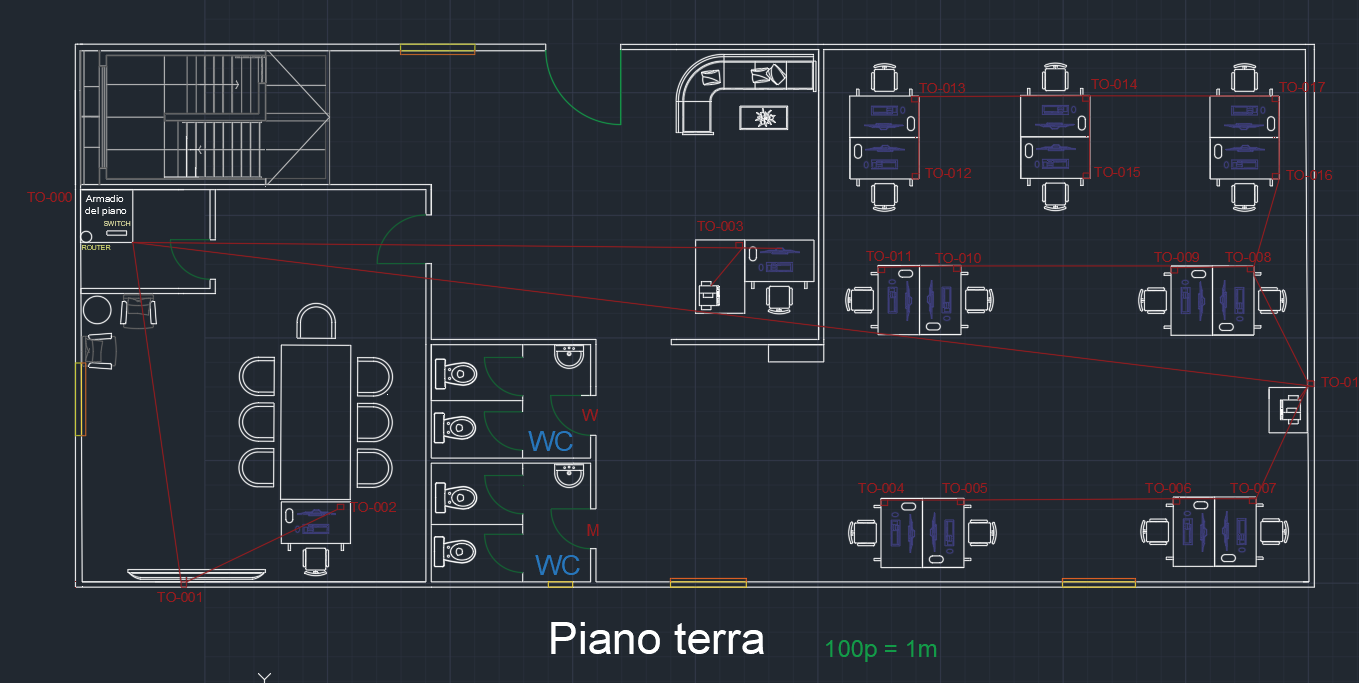 TO-013
TO-014
TO-017
TO-012
TO-015
TO-016
TO-000
Armadio
del piano
SWITCH
ROUTER
TO-003
TO-011
TO-010
TO-009
TO-008
TO-01
W
WC
TO-002
TO-004
TO-005
TO-006
TO-007
M
WC
TO-001
Piano terra
100p = 1m
Y